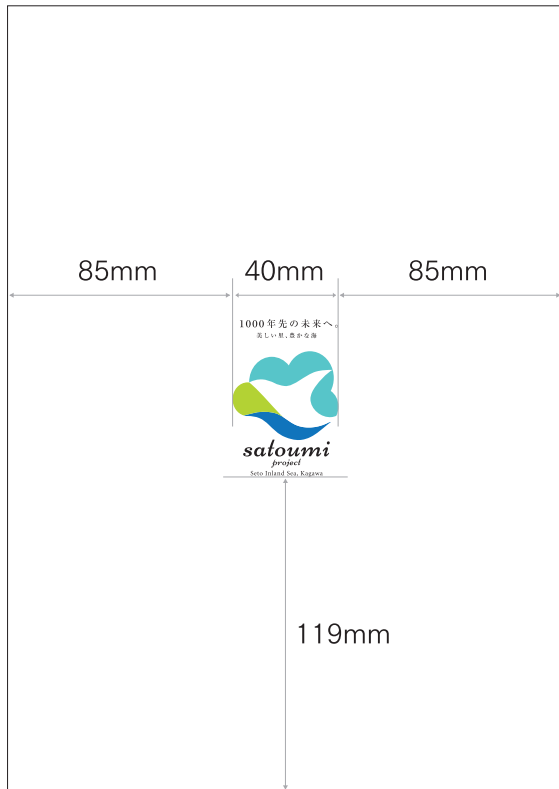 85mm 40mm 85mm
1000年先の未来へ。
美しい里、豊かな海
satoumi
project
Seto Inland Sea, Kagawa
119mm